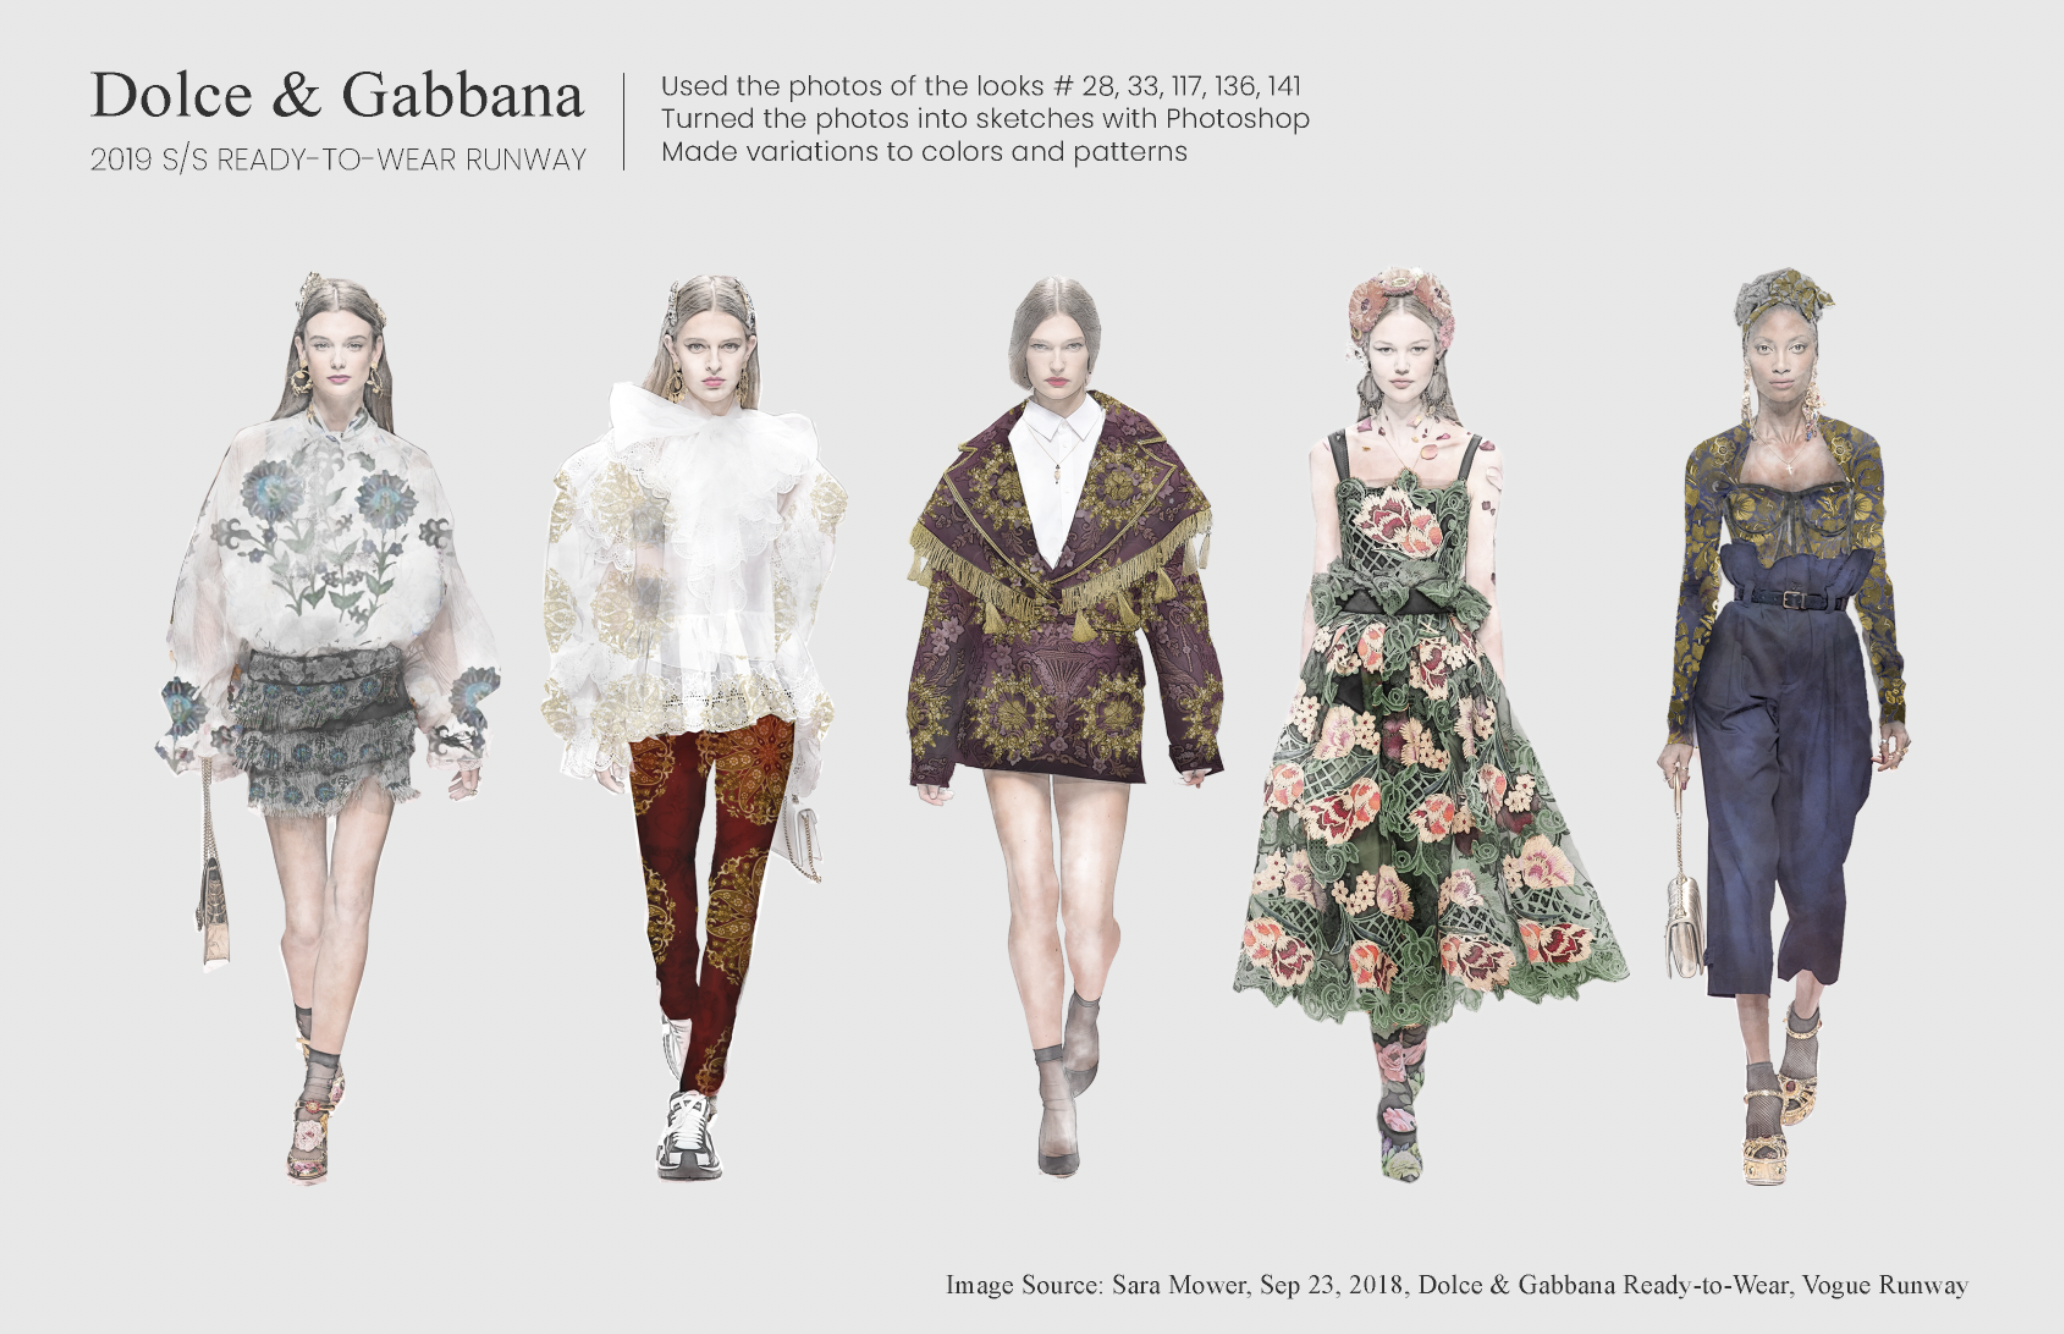 Dolce & Gabbana
2019 S/S READY-TO-WEAR RUNWAY
Used the photos of the looks # 28, 33, 117, 136, 141
Turned the photos into sketches with Photoshop
Made variations to colors and patterns
Image Source: Sara Mower, Sep 23, 2018, Dolce & Gabbana Ready-to-Wear, Vogue Runway